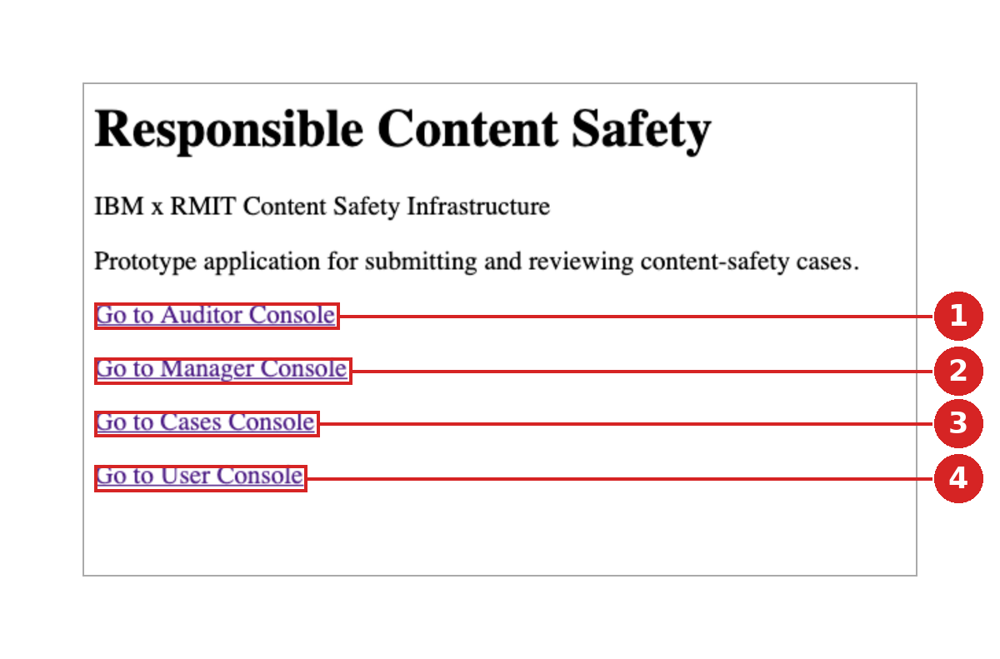 Responsible Content Safety
IBM x RMIT Content Safety Infrastructure
Prototype application for submitting and reviewing content-safety cases.
Go to Auditor Console 1
Go to Manager Console 2
Go to Cases Console 3
Go to User Console 4